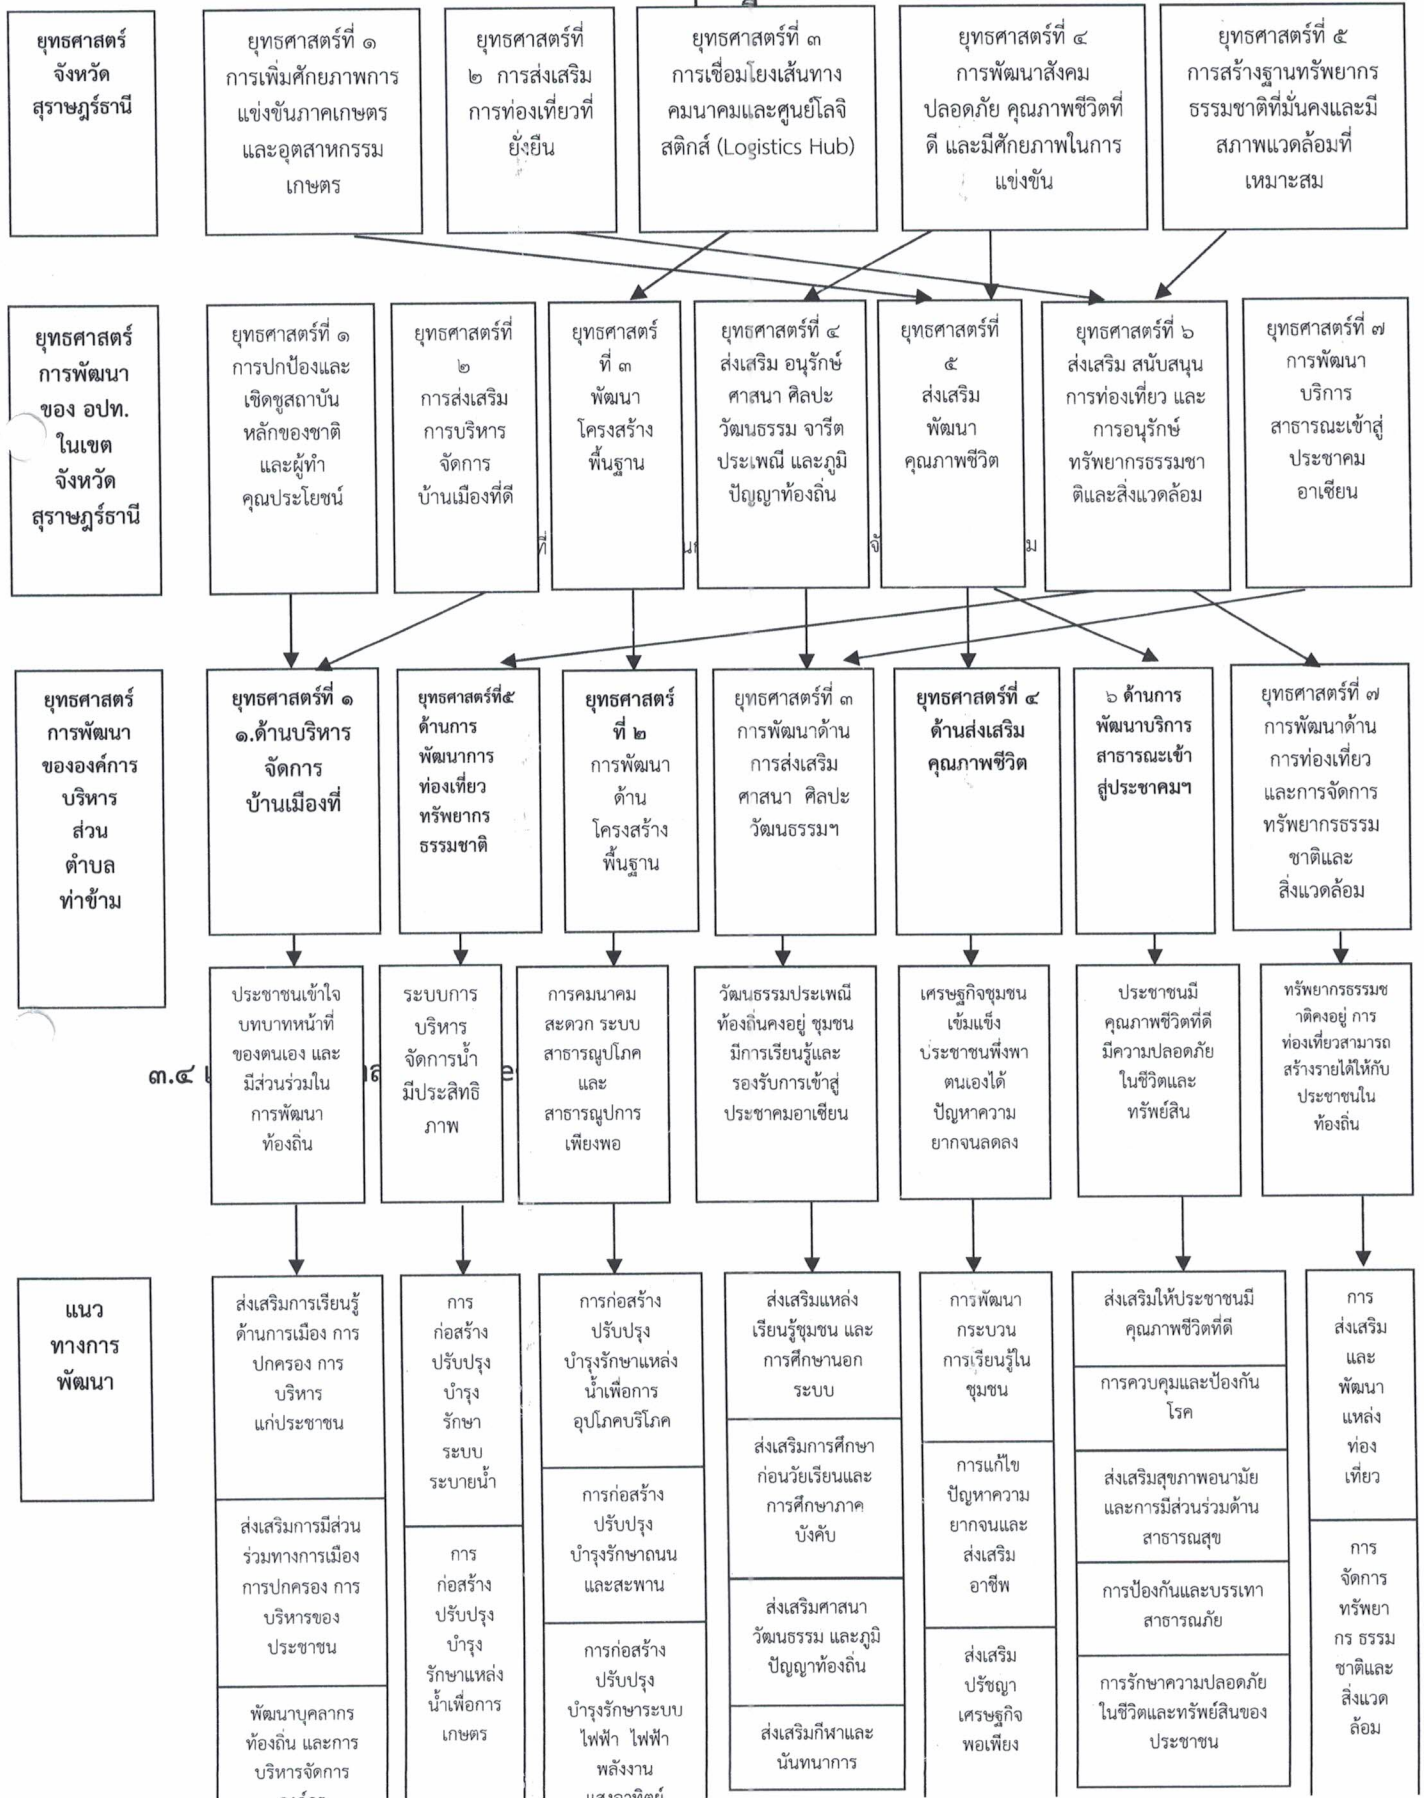 ยุทธศาสตร์
จังหวัด
สุราษฎร์ธานี
ยุทธศาสตร์ที่ ๑
การเพิ่มศักยภาพการ
แข่งขันภาคเกษตร
และอุตสาหกรรม
เกษตร
ยุทธศาสตร์ที่
๒ การส่งเสริม
การท่องเที่ยวที่
ยั่งยืน
ยุทธศาสตร์ที่ ๓
การเชื่อมโยงเส้นทาง
คมนาคมและศูนย์โลจิ
สติกส์ (Logistics Hub)
ยุทธศาสตร์ที่ ๔
การพัฒนาสังคม
ปลอดภัย คุณภาพชีวิตที่
ดี และมีศักยภาพในการ
แข่งขัน
ยุทธศาสตร์ที่ ๕
การสร้างฐานทรัพยากร
ธรรมชาติที่มั่นคงและมี
สภาพแวดล้อมที่
เหมาะสม
ยุทธศาสตร์
การพัฒนา
ของ อปท.
ในเขต
จังหวัด
สุราษฎร์ธานี
ยุทธศาสตร์ที่ ๑
การปกป้องและ
เชิดชูสถาบัน
หลักของชาติ
และผู้ทำ
คุณประโยชน์
ยุทธศาสตร์ที่
๒
การส่งเสริม
การบริหาร
จัดการ
บ้านเมืองที่ดี
ยุทธศาสตร์
ที่ ๓
พัฒนา
โครงสร้าง
พื้นฐาน
ยุทธศาสตร์ที่ ๔
ส่งเสริม อนุรักษ์
ศาสนา ศิลปะ
วัฒนธรรม จารีต
ประเพณี และภูมิ
ปัญญาท้องถิ่น
ยุทธศาสตร์ที่
๕
ส่งเสริม
พัฒนา
คุณภาพชีวิต
ยุทธศาสตร์ที่ ๖
ส่งเสริม สนับสนุน
การท่องเที่ยว และ
การอนุรักษ์
ทรัพยากรธรรมชา
ติและสิ่งแวดล้อม
ยุทธศาสตร์ที่ ๗
การพัฒนา
บริการ
สาธารณะเข้าสู่
ประชาคม
อาเซียน
ยุทธศาสตร์
การพัฒนา
ขององค์การ
บริหาร
ส่วน
ตำบล
ท่าข้าม
ยุทธศาสตร์ที่ ๑
๑.ด้านบริหาร
จัดการ
บ้านเมืองที่
ยุทธศาสตร์ที่๕
ด้านการ
พัฒนาการ
ท่องเที่ยว
ทรัพยากร
ธรรมชาติ
ยุทธศาสตร์
ที่ ๒
การพัฒนา
ด้าน
โครงสร้าง
พื้นฐาน
ยุทธศาสตร์ที่ ๓
การพัฒนาด้าน
การส่งเสริม
ศาสนา ศิลปะ
วัฒนธรรมฯ
ยุทธศาสตร์ที่ ๔
ด้านส่งเสริม
คุณภาพชีวิต
๖ ด้านการ
พัฒนาบริการ
สาธารณะเข้า
สู่ประชาคมฯ
ยุทธศาสตร์ที่ ๗
การพัฒนาด้าน
การท่องเที่ยว
และการจัดการ
ทรัพยากรธรรม
ชาติและ
สิ่งแวดล้อม
๓.๔
ประชาชนเข้าใจ
บทบาทหน้าที่
ของตนเอง และ
มีส่วนร่วมใน
การพัฒนา
ท้องถิ่น
ระบบการ
บริหาร
จัดการน้ำ
มีประสิทธิ
ภาพ
การคมนาคม
สะดวก ระบบ
สาธารณูปโภค
และ
สาธารณูปการ
เพียงพอ
วัฒนธรรมประเพณี
ท้องถิ่นคงอยู่ ชุมชน
มีการเรียนรู้และ
รองรับการเข้าสู่
ประชาคมอาเซียน
เศรษฐกิจชุมชน
เข้มแข็ง
ประชาชนพึ่งพา
ตนเองได้
ปัญหาความ
ยากจนลดลง
ประชาชนมี
คุณภาพชีวิตที่ดี
มีความปลอดภัย
ในชีวิตและ
ทรัพย์สิน
ทรัพยากรธรรมช
าติคงอยู่ การ
ท่องเที่ยวสามารถ
สร้างรายได้ให้กับ
ประชาชนใน
ท้องถิ่น
แนว
ทางการ
พัฒนา
ส่งเสริมการเรียนรู้
ด้านการเมือง การ
ปกครอง การ
บริหาร
แก่ประชาชน
ส่งเสริมการมีส่วน
ร่วมทางการเมือง
การปกครอง การ
บริหารของ
ประชาชน
พัฒนาบุคลากร
ท้องถิ่น และการ
บริหารจัดการ
การ
ก่อสร้าง
ปรับปรุง
บำรุง
รักษา
ระบบ
ระบายน้ำ
การ
ก่อสร้าง
ปรับปรุง
บำรุง
รักษาแหล่ง
น้ำเพื่อการ
เกษตร
การก่อสร้าง
ปรับปรุง
บำรุงรักษาแหล่ง
น้ำเพื่อการ
อุปโภคบริโภค
การก่อสร้าง
ปรับปรุง
บำรุงรักษาถนน
และสะพาน
การก่อสร้าง
ปรับปรุง
บำรุงรักษาระบบ
ไฟฟ้า ไฟฟ้า
พลังงาน
แสงอาทิตย์
ส่งเสริมแหล่ง
เรียนรู้ชุมชน และ
การศึกษานอก
ระบบ
ส่งเสริมการศึกษา
ก่อนวัยเรียนและ
การศึกษาภาค
บังคับ
ส่งเสริมศาสนา
วัฒนธรรม และภูมิ
ปัญญาท้องถิ่น
ส่งเสริมกีฬาและ
นันทนาการ
การพัฒนา
กระบวน
การเรียนรู้ใน
ชุมชน
การแก้ไข
ปัญหาความ
ยากจนและ
ส่งเสริม
อาชีพ
ส่งเสริม
ปรัชญา
เศรษฐกิจ
พอเพียง
ส่งเสริมให้ประชาชนมี
คุณภาพชีวิตที่ดี
การควบคุมและป้องกัน
โรค
ส่งเสริมสุขภาพอนามัย
และการมีส่วนร่วมด้าน
สาธารณสุข
การป้องกันและบรรเทา
สาธารณภัย
การรักษาความปลอดภัย
ในชีวิตและทรัพย์สินของ
ประชาชน
การ
ส่งเสริม
และ
พัฒนา
แหล่ง
ท่อง
เที่ยว
การ
จัดการ
ทรัพยา
กร ธรรม
ชาติและ
สิ่งแวด
ล้อม